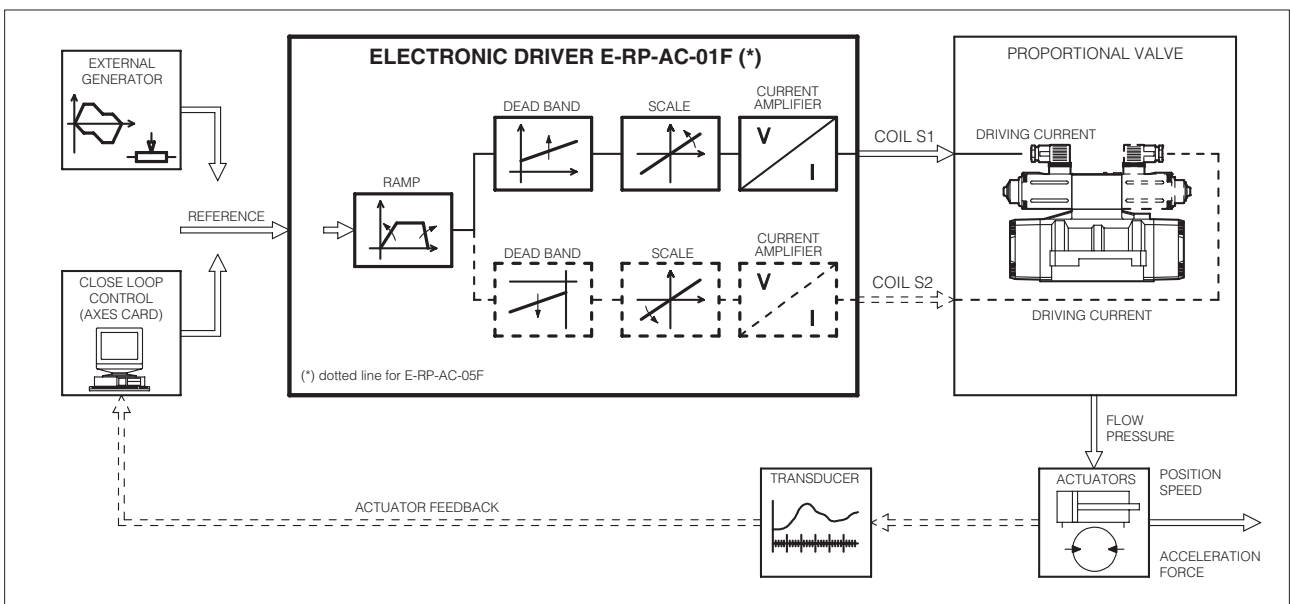 EXTERNAL
GENERATOR
REFERENCE
CLOSE LOOP
CONTROL
(AXES CARD)
ELECTRONIC DRIVER E-RP-AC-01F (*)
RAMP
DEAD BAND
SCALE
CURRENT
AMPLIFIER
V
I
DEAD BAND
SCALE
CURRENT
AMPLIFIER
V
I
(*) dotted line for E-RP-AC-05F
COIL S1
COIL S2
PROPORTIONAL VALVE
DRIVING CURRENT
DRIVING CURRENT
FLOW
PRESSURE
ACTUATORS
POSITION
SPEED
ACCELERATION
FORCE
TRANSDUCER
ACTUATOR FEEDBACK